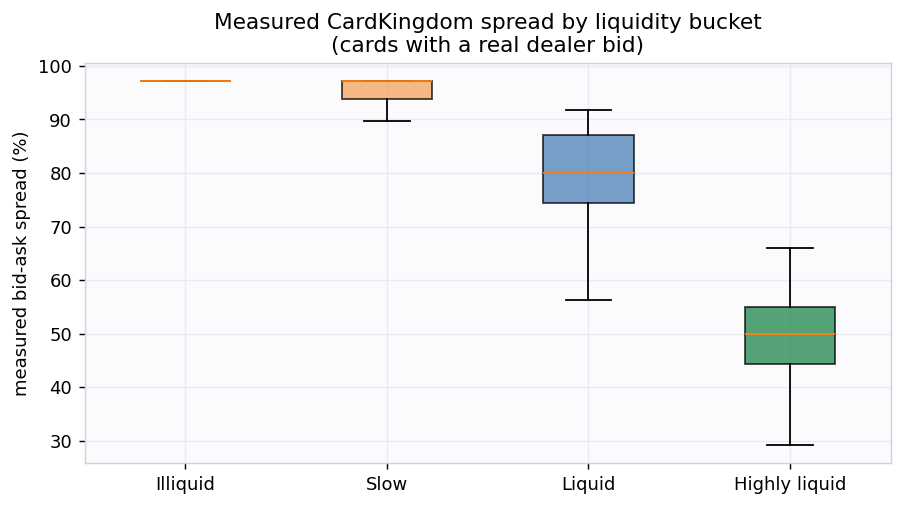 Measured CardKingdom spread by liquidity bucket
(cards with a real dealer bid)
measured bid-ask spread (%)
100
90
80
70
60
50
40
30
Illiquid
Slow
Liquid
Highly liquid